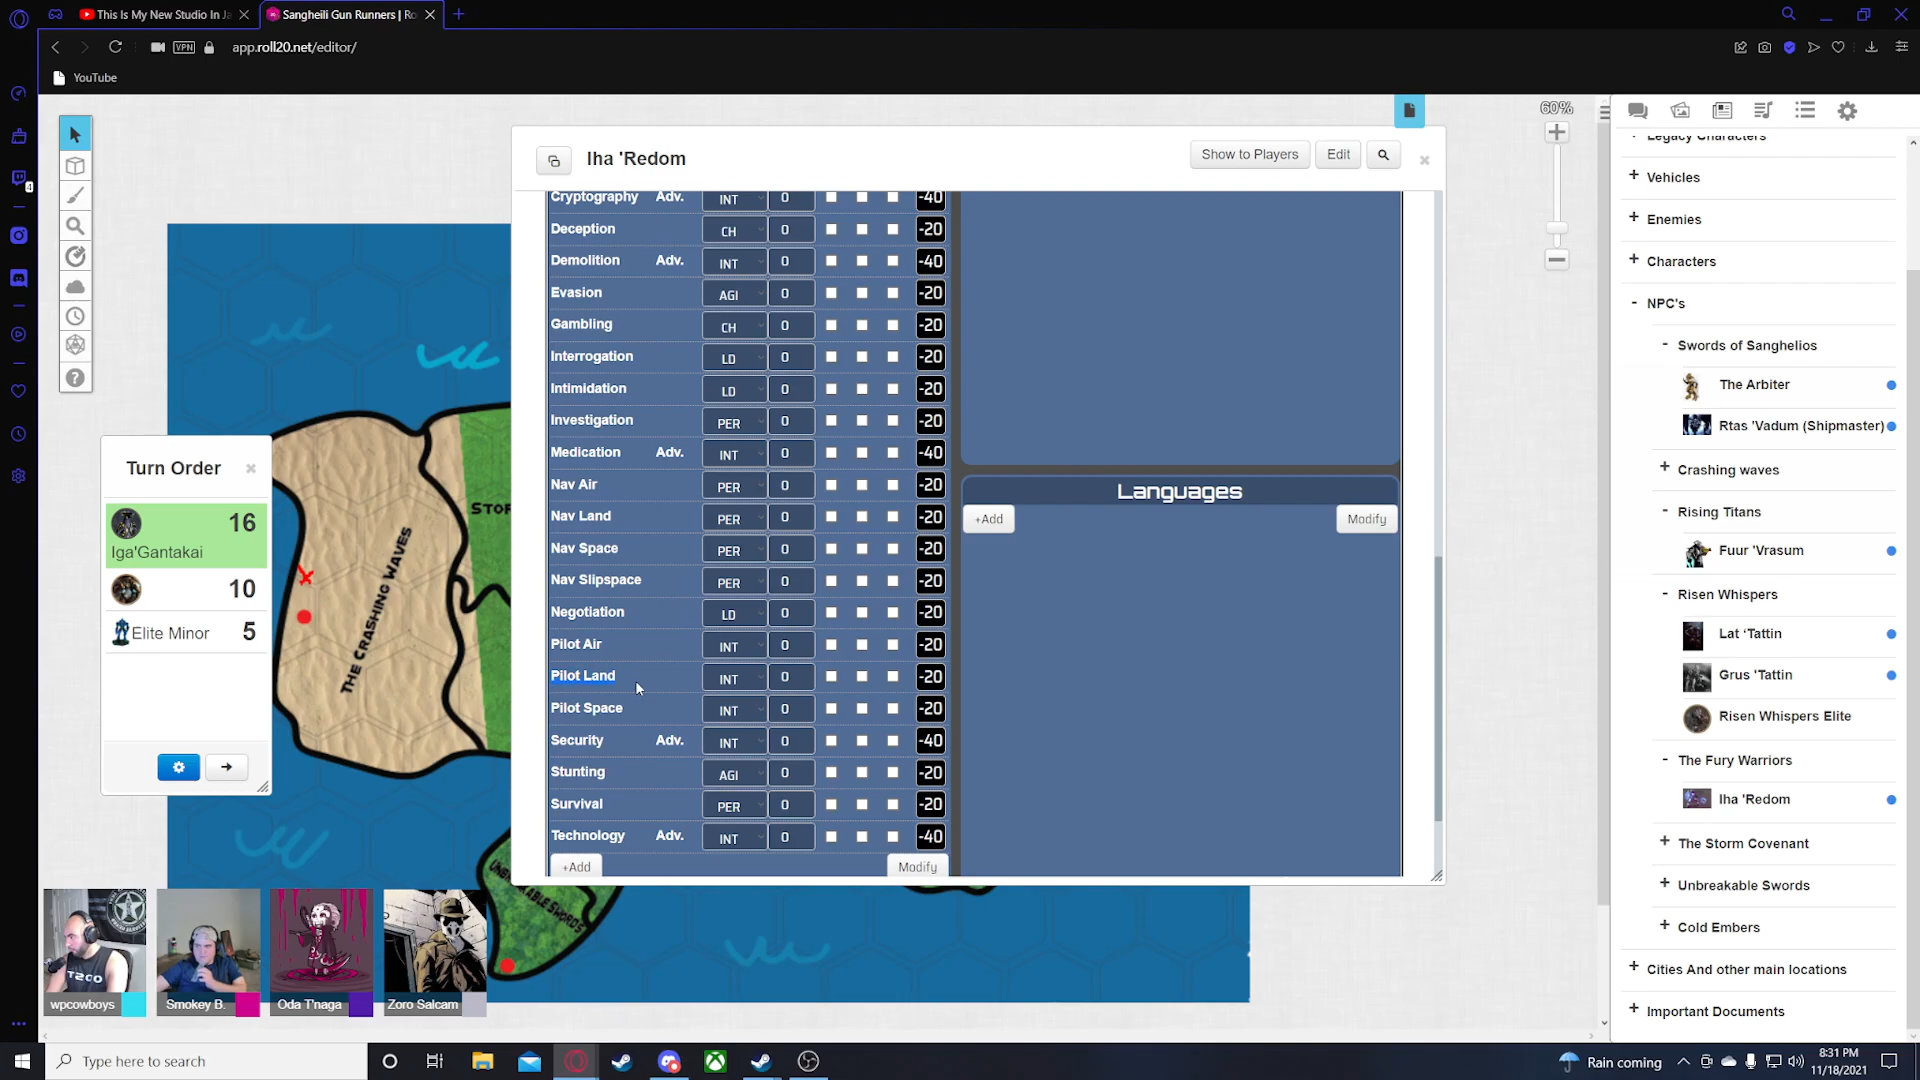 This Is My New Studio In Ja
Sangheili Gun Runners | Ro
VPN
app.roll20.net/editor/
YouTube
60%
Iha 'Redom
Show to Players
Edit
Cryptography Adv. INT 0 -40
Deception CH 0 -20
Demolition Adv. INT 0 -40
Evasion AGI 0 -20
Gambling CH 0 -20
Interrogation LD 0 -20
Intimidation LD 0 -20
Investigation PER 0 -20
Medication Adv. INT 0 -40
Nav Air PER 0 -20
Nav Land PER 0 -20
Nav Space PER 0 -20
Nav Slipspace PER 0 -20
Negotiation LD 0 -20
Pilot Air INT 0 -20
Pilot Land INT 0 -20
Pilot Space INT 0 -20
Security Adv. INT 0 -40
Stunting AGI 0 -20
Survival PER 0 -20
Technology Adv. INT 0 -40
+Add
Modify
Languages
+Add
Modify
Turn Order
16
Iga'Gantakai
10
Elite Minor 5
THE CRASHING WAVES
STOR
UNBREAKABLE SWORDS
Legacy Characters
Vehicles
Enemies
Characters
NPC's
Swords of Sanghelios
The Arbiter
Rtas 'Vadum (Shipmaster)
Crashing waves
Rising Titans
Fuur 'Vrasum
Risen Whispers
Lat ‘Tattin
Grus 'Tattin
Risen Whispers Elite
The Fury Warriors
Iha 'Redom
The Storm Covenant
Unbreakable Swords
Cold Embers
Cities And other main locations
Important Documents
wpcowboys
Smokey B.
Oda T'naga
Zoro Salcam
Type here to search
Rain coming
8:31 PM
11/18/2021